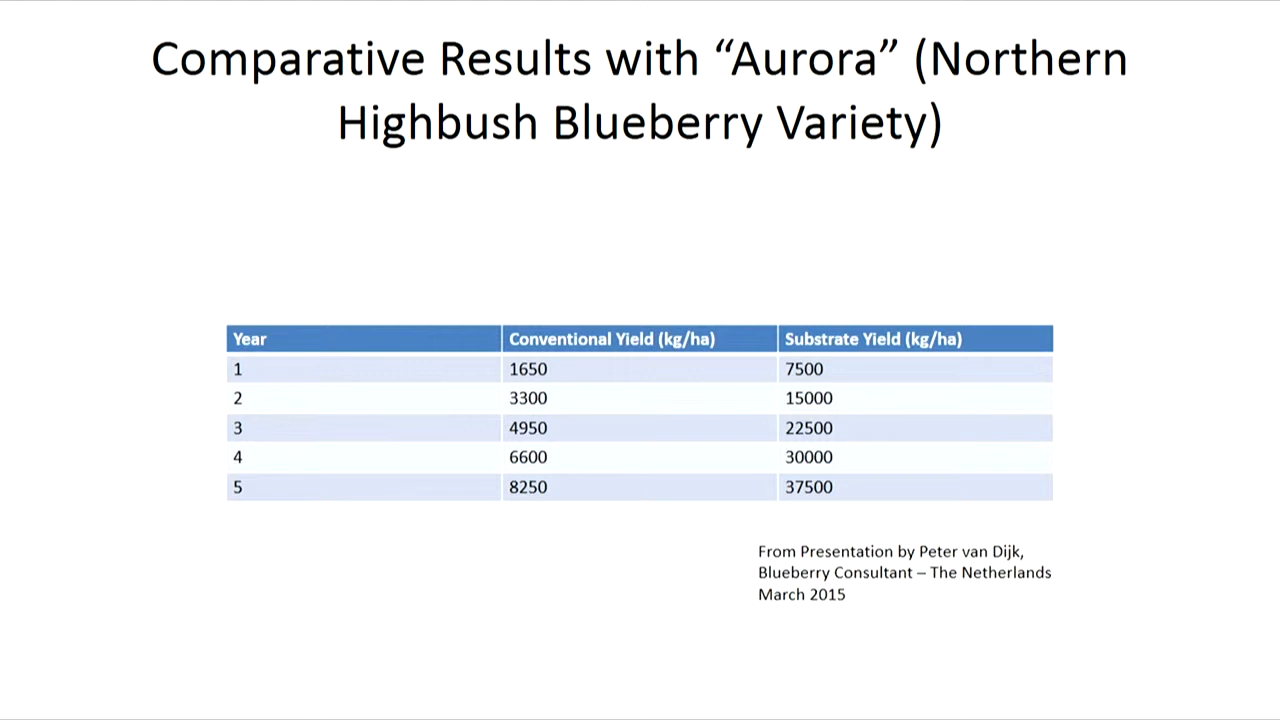 Comparative Results with “Aurora” (Northern
Highbush Blueberry Variety)
Year Conventional Yield (kg/ha) Substrate Yield (kg/ha)
1 1650 7500
2 3300 15000
3 4950 22500
4 6600 30000
5 8250 37500
From Presentation by Peter van Dijk,
Blueberry Consultant – The Netherlands
March 2015